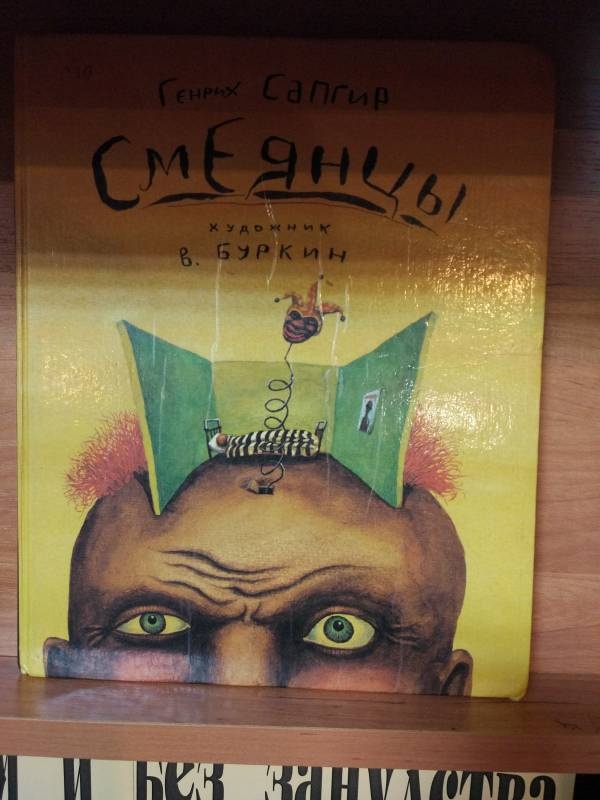 Генрих Сапгир
СМЕЯНЦЫ
художник
в. БУРКИН
и без занудства